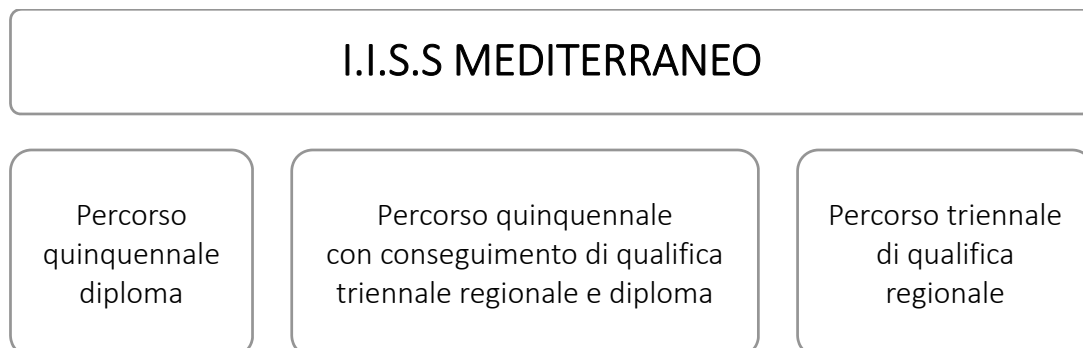 I.I.S.S MEDITERRANEO
Percorso
quinquennale
diploma
Percorso quinquennale
con conseguimento di qualifica
triennale regionale e diploma
Percorso triennale
di qualifica
regionale